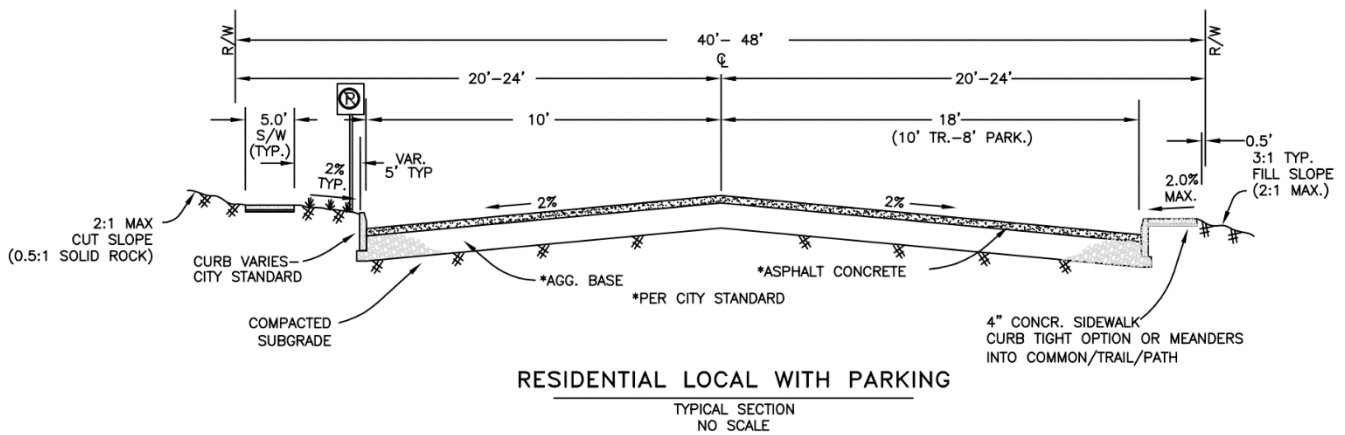 R/W
40'- 48'
R/W
℄
20'-24'
20'-24'
5.0'
S/W
(TYP.)
P
10'
18'
(10' TR.-8' PARK.)
0.5'
3:1 TYP.
FILL SLOPE
(2:1 MAX.)
2%
TYP.
VAR.
5' TYP
2.0%
MAX.
2%
2%
2:1 MAX
CUT SLOPE
(0.5:1 SOLID ROCK)
CURB VARIES-
CITY STANDARD
*AGG. BASE
*ASPHALT CONCRETE
*PER CITY STANDARD
COMPACTED
SUBGRADE
4" CONCR. SIDEWALK
CURB TIGHT OPTION OR MEANDERS
INTO COMMON/TRAIL/PATH
RESIDENTIAL LOCAL WITH PARKING
TYPICAL SECTION
NO SCALE